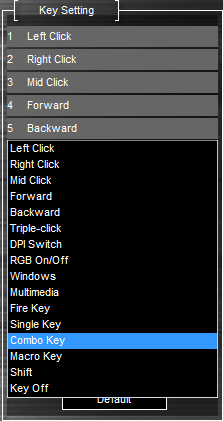 Key Setting
1 Left Click
2 Right Click
3 Mid Click
4 Forward
5 Backward
Left Click
Right Click
Mid Click
Forward
Backward
Triple-click
DPI Switch
RGB On/Off
Windows
Multimedia
Fire Key
Single Key
Combo Key
Macro Key
Shift
Key Off
Default